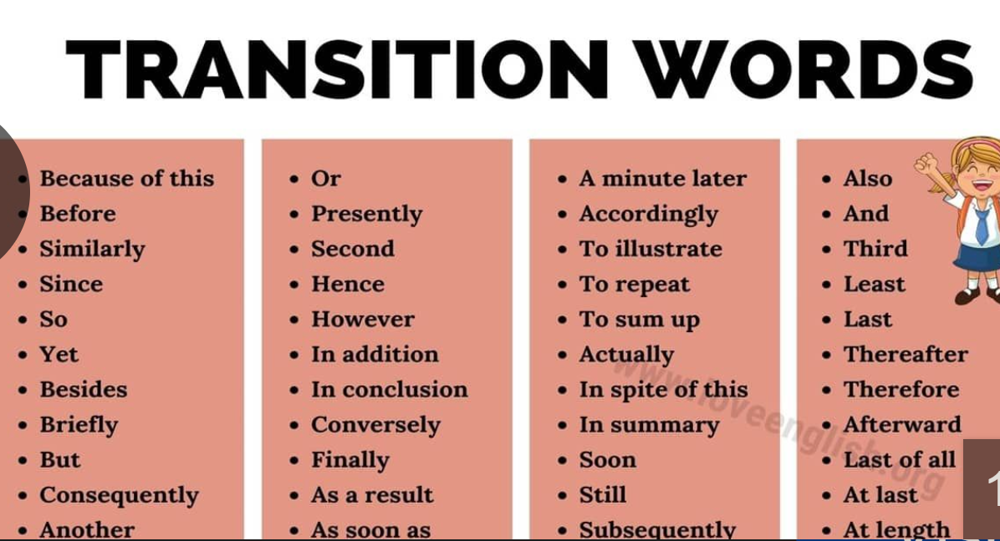 TRANSITION WORDS
• Because of this
• Before
• Similarly
• Since
• So
• Yet
• Besides
• Briefly
• But
• Consequently
• Another
• Or
• Presently
• Second
• Hence
• However
• In addition
• In conclusion
• Conversely
• Finally
• As a result
• As soon as
• A minute later
• Accordingly
• To illustrate
• To repeat
• To sum up
• Actually
• In spite of this
• In summary
• Soon
• Still
• Subsequently
• Also
• And
• Third
• Least
• Last
• Thereafter
• Therefore
• Afterward
• Last of all
• At last
• At length
www.loveenglish.org
1